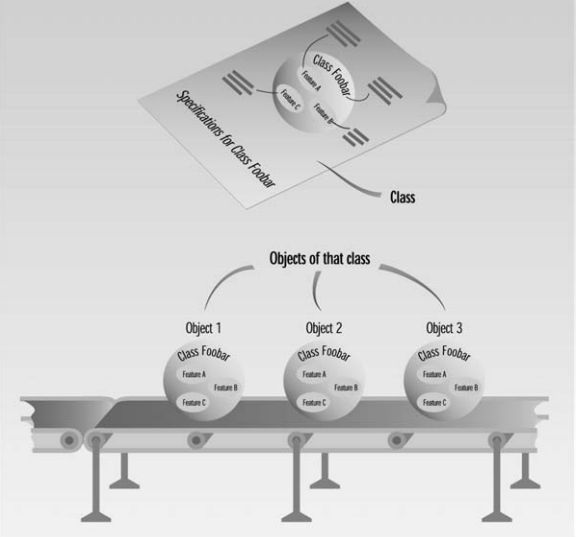 Class Foobar
Feature A
Feature C
Feature B
Specifications for Class Foobar
Class
Objects of that class
Object 1
Object 2
Object 3
Class Foobar
Feature A
Feature B
Feature C
Class Foobar
Feature A
Feature B
Feature C
Class Foobar
Feature A
Feature B
Feature C